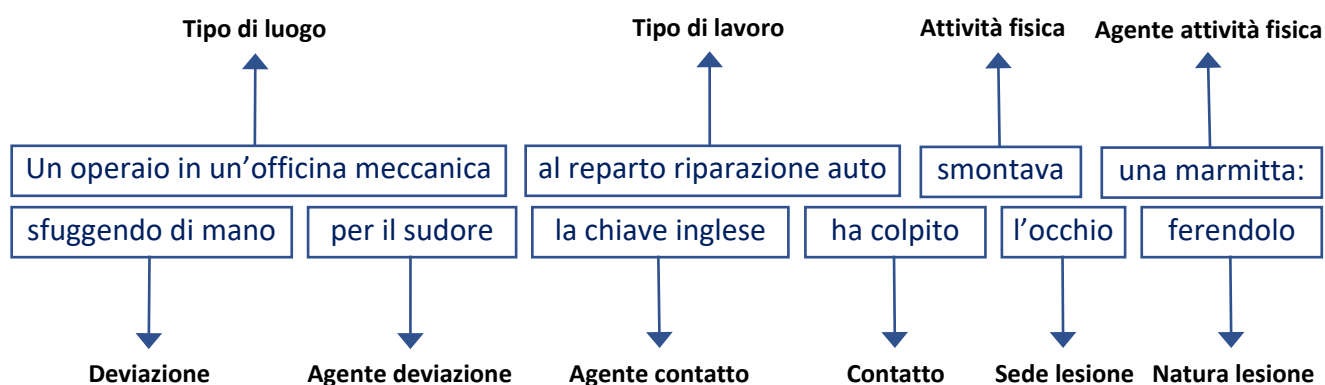 Tipo di luogo Tipo di lavoro Attività fisica Agente attività fisica
Un operaio in un’officina meccanica al reparto riparazione auto smontava una marmitta:
sfuggendo di mano per il sudore la chiave inglese ha colpito l’occhio ferendolo
Deviazione Agente deviazione Agente contatto Contatto Sede lesione Natura lesione